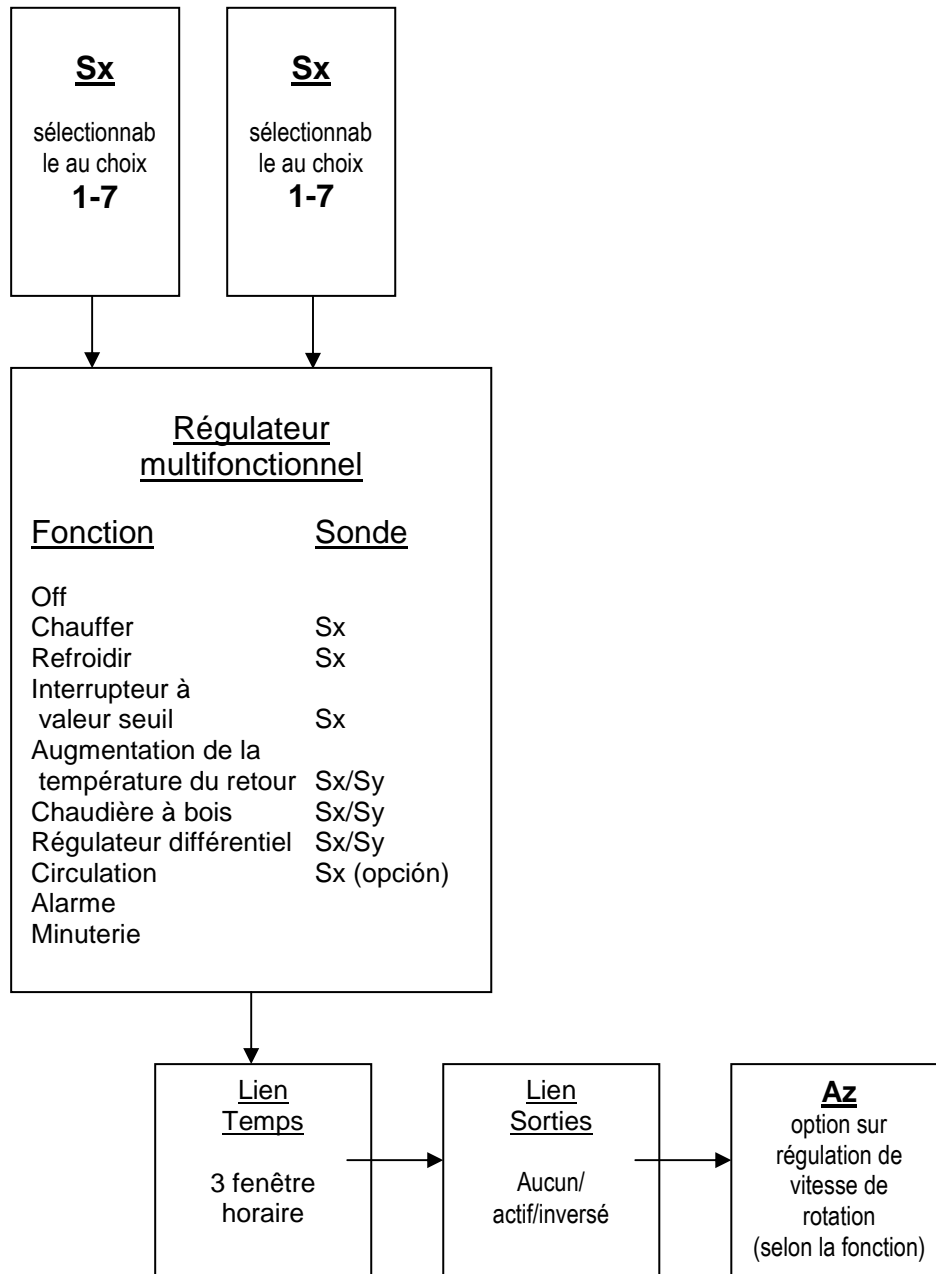 Sx
sélectionnab
le au choix
1-7
Sx
sélectionnab
le au choix
1-7
Régulateur
multifonctionnel
Fonction Sonde
Off
Chauffer Sx
Refroidir Sx
Interrupteur à
valeur seuil Sx
Augmentation de la
température du retour Sx/Sy
Chaudière à bois Sx/Sy
Régulateur différentiel Sx/Sy
Circulation Sx (opción)
Alarme
Minuterie
Lien
Temps
3 fenêtre
horaire
Lien
Sorties
Aucun/
actif/inversé
Az
option sur
régulation de
vitesse de
rotation
(selon la fonction)